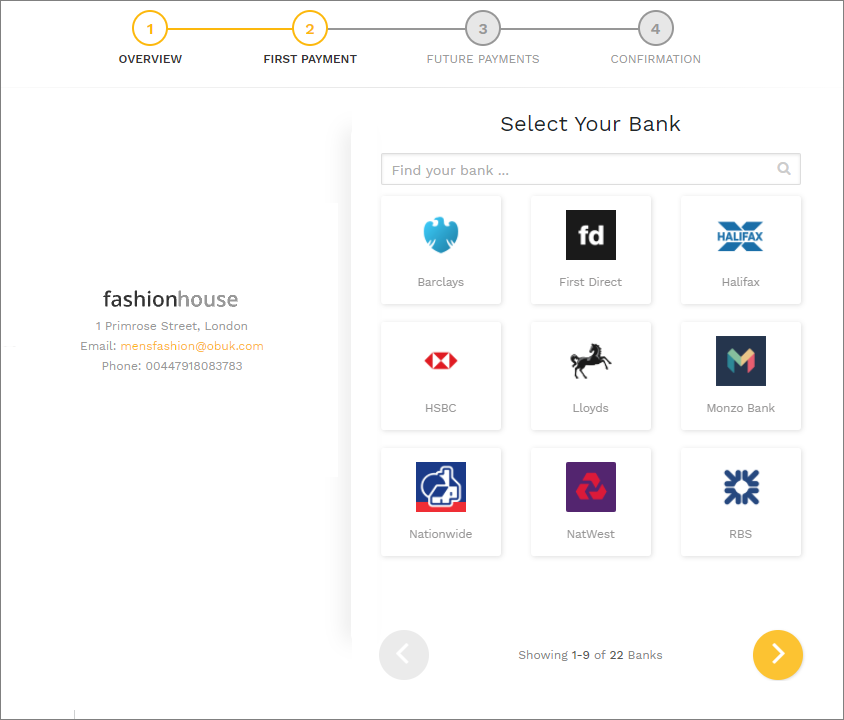 1 2 3 4
OVERVIEW FIRST PAYMENT FUTURE PAYMENTS CONFIRMATION
Select Your Bank
Find your bank ...
fd
HALIFAX
Barclays First Direct Halifax
fashionhouse
1 Primrose Street, London
Email: mensfashion@obuk.com
Phone: 00447918083783
HSBC Lloyds Monzo Bank
Nationwide NatWest RBS
Showing 1-9 of 22 Banks